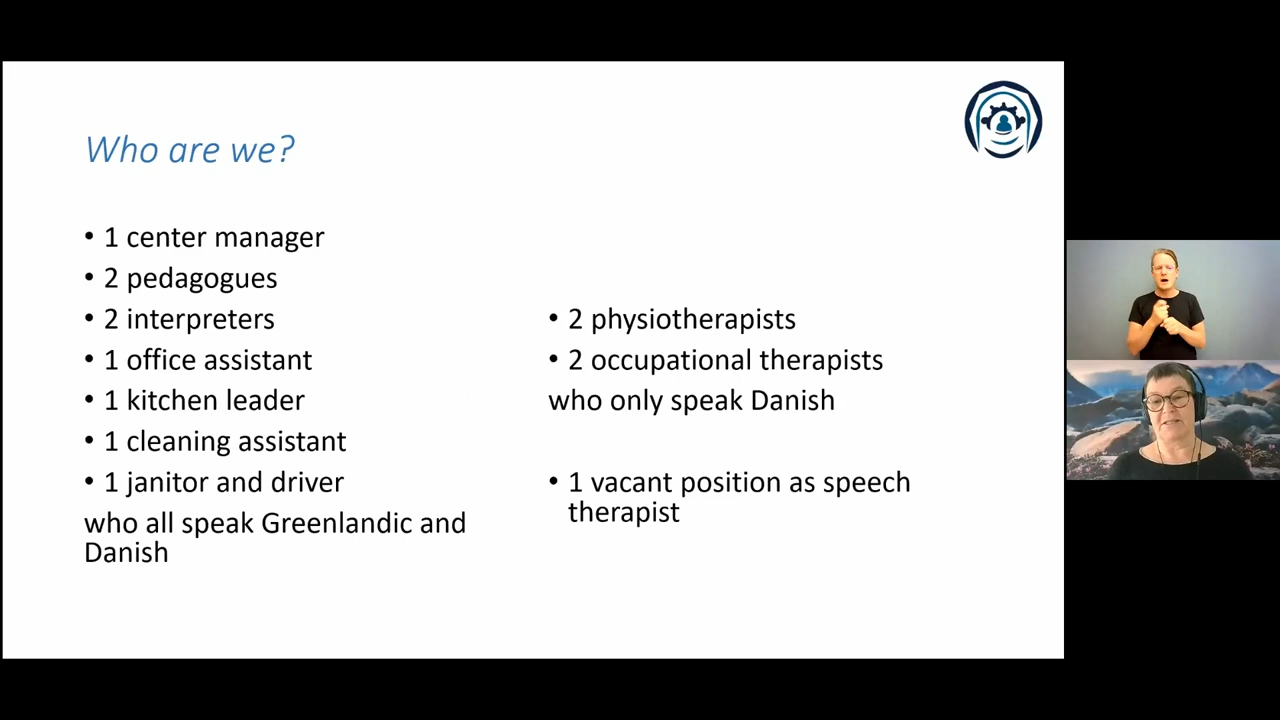 Who are we?
• 1 center manager
• 2 pedagogues
• 2 interpreters
• 1 office assistant
• 1 kitchen leader
• 1 cleaning assistant
• 1 janitor and driver
who all speak Greenlandic and
Danish
• 2 physiotherapists
• 2 occupational therapists
who only speak Danish
• 1 vacant position as speech
therapist